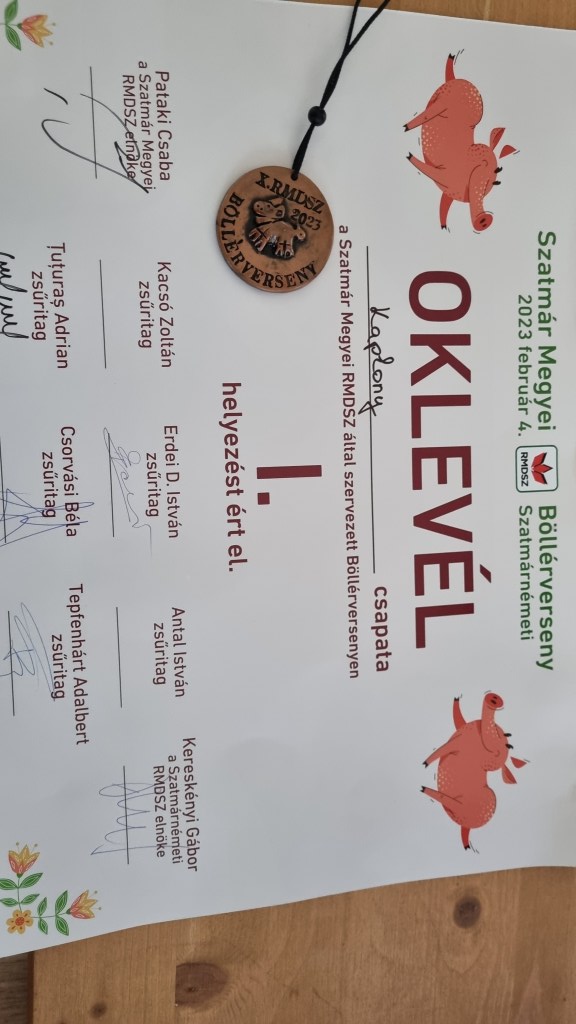 Szatmár Megyei Böllérverseny
2023 február 4. Szatmárnémeti
RMDSZ
OKLEVÉL
Kaplony csapata
a Szatmár Megyei RMDSZ által szervezett Böllérversenyen
I.
helyezést ért el.
X. RMDSZ
2023
BÖLLÉRVERSENY
Pataki Csaba
a Szatmár Megyei
RMDSZ elnöke
Kacsó Zoltán
zsűritag
Erdei D. István
zsűritag
Antal István
zsűritag
Kereskényi Gábor
a Szatmárnémeti
RMDSZ elnöke
Țuțuraș Adrian
zsűritag
Csorvási Béla
zsűritag
Tepfenhárt Adalbert
zsűritag